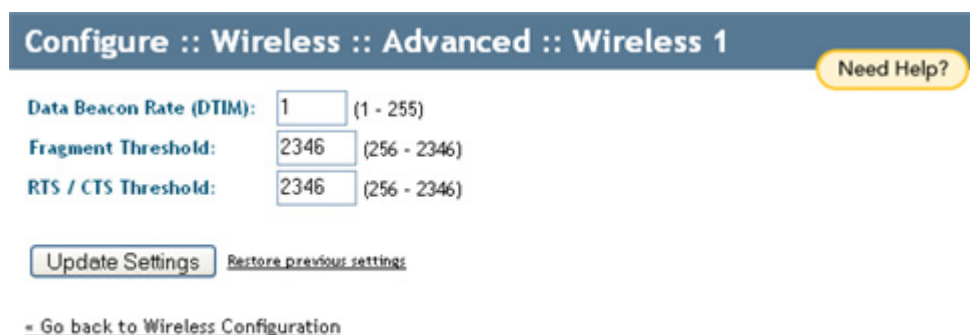 Configure :: Wireless :: Advanced :: Wireless 1
Need Help?
Data Beacon Rate (DTIM): 1 (1 - 255)
Fragment Threshold: 2346 (256 - 2346)
RTS / CTS Threshold: 2346 (256 - 2346)
Update Settings Restore previous settings
« Go back to Wireless Configuration